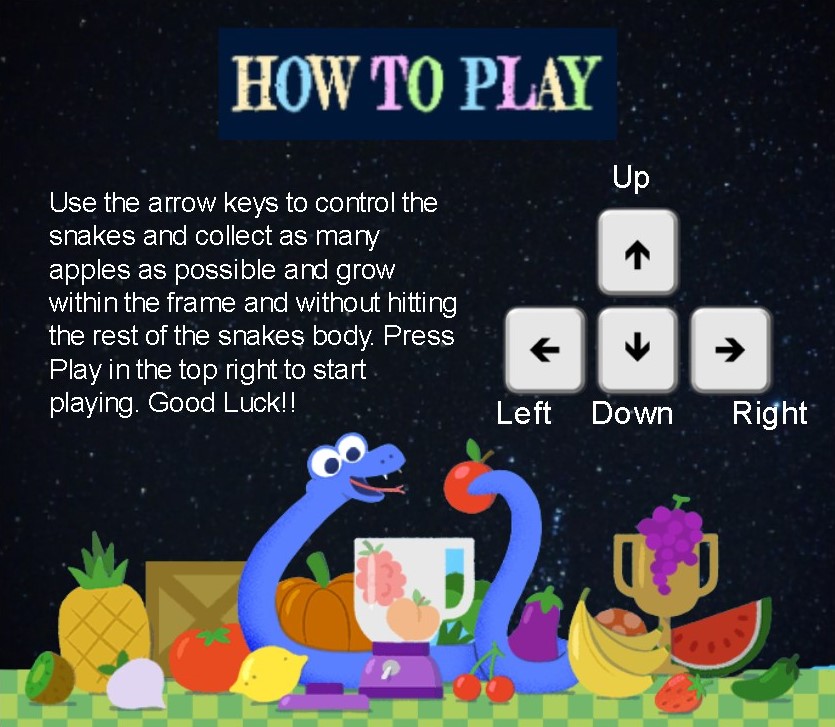 HOW TO PLAY
Use the arrow keys to control the
snakes and collect as many
apples as possible and grow
within the frame and without hitting
the rest of the snakes body. Press
Play in the top right to start
playing. Good Luck!!
Up
Left Down Right